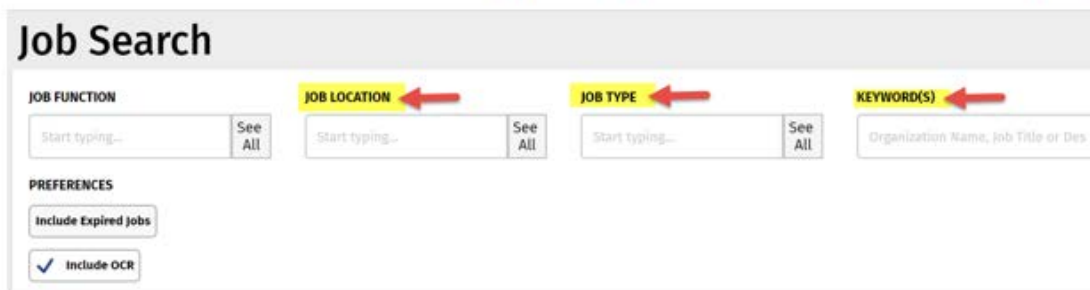 Job Search
JOB FUNCTION
JOB LOCATION
JOB TYPE
KEYWORD(S)
Start typing...
See
All
Start typing...
See
All
Start typing...
See
All
Organization Name, Job Title or Des
PREFERENCES
Include Expired Jobs
Include OCR